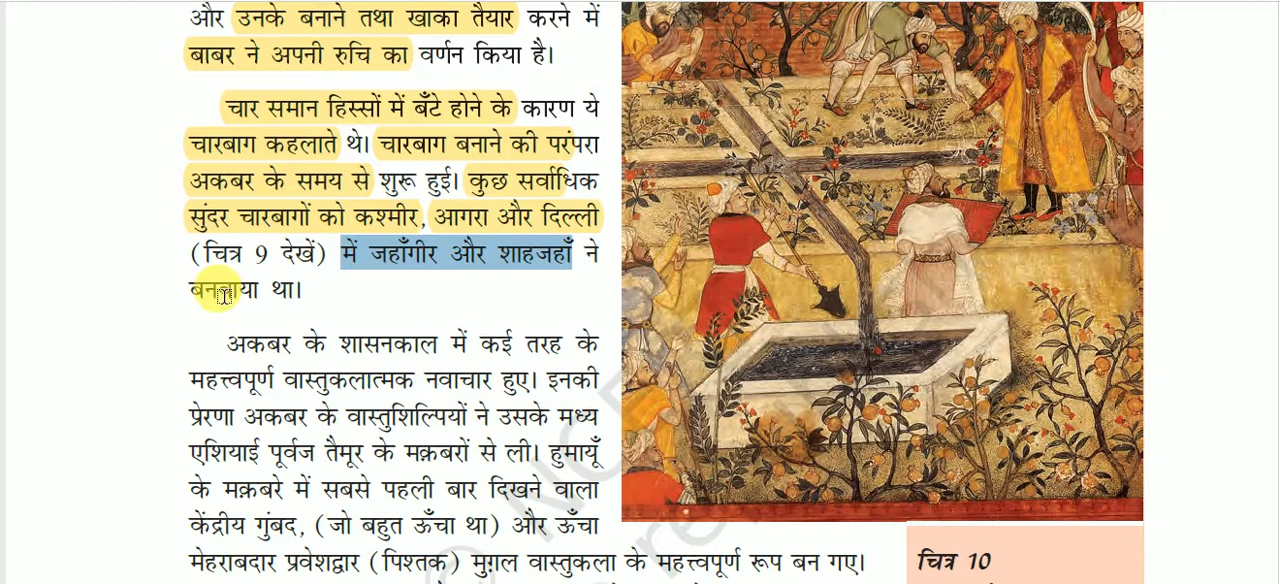 और उनके बनाने तथा खाका तैयार करने में
बाबर ने अपनी रुचि का वर्णन किया है।
चार समान हिस्सों में बँटे होने के कारण ये
चारबाग कहलाते थे। चारबाग बनाने की परंपरा
अकबर के समय से शुरू हुई। कुछ सर्वाधिक
सुंदर चारबागों को कश्मीर, आगरा और दिल्ली
(चित्र 9 देखें) में जहाँगीर और शाहजहाँ ने
बनवाया था।
अकबर के शासनकाल में कई तरह के
महत्त्वपूर्ण वास्तुकलात्मक नवाचार हुए। इनकी
प्रेरणा अकबर के वास्तुशिल्पियों ने उसके मध्य
एशियाई पूर्वज तैमूर के मक़बरों से ली। हुमायूँ
के मक़बरे में सबसे पहली बार दिखने वाला
केंद्रीय गुंबद, (जो बहुत ऊँचा था) और ऊँचा
मेहराबदार प्रवेशद्वार (पिश्तक) मुग़ल वास्तुकला के महत्त्वपूर्ण रूप बन गए।
चित्र 10